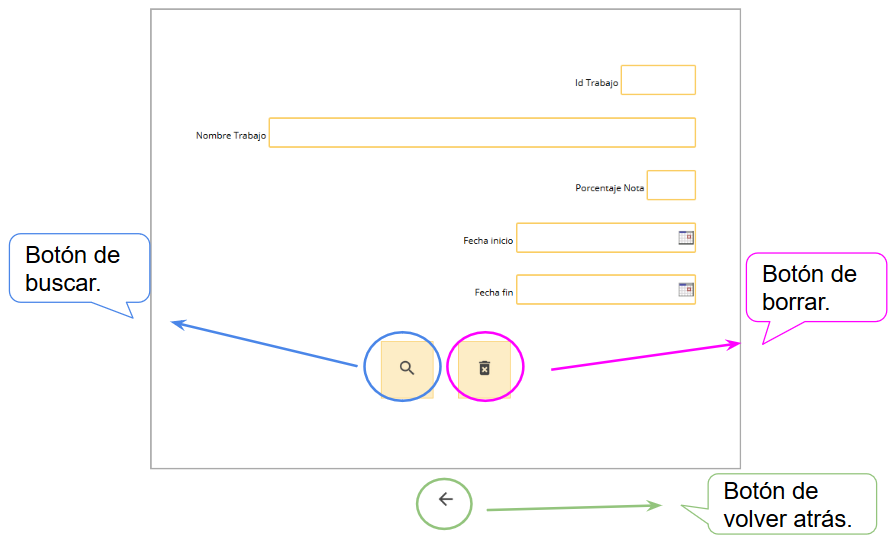 Id Trabajo
Nombre Trabajo
Porcentaje Nota
Fecha inicio
Fecha fin
Botón de
buscar.
Botón de
borrar.
Botón de
volver atrás.